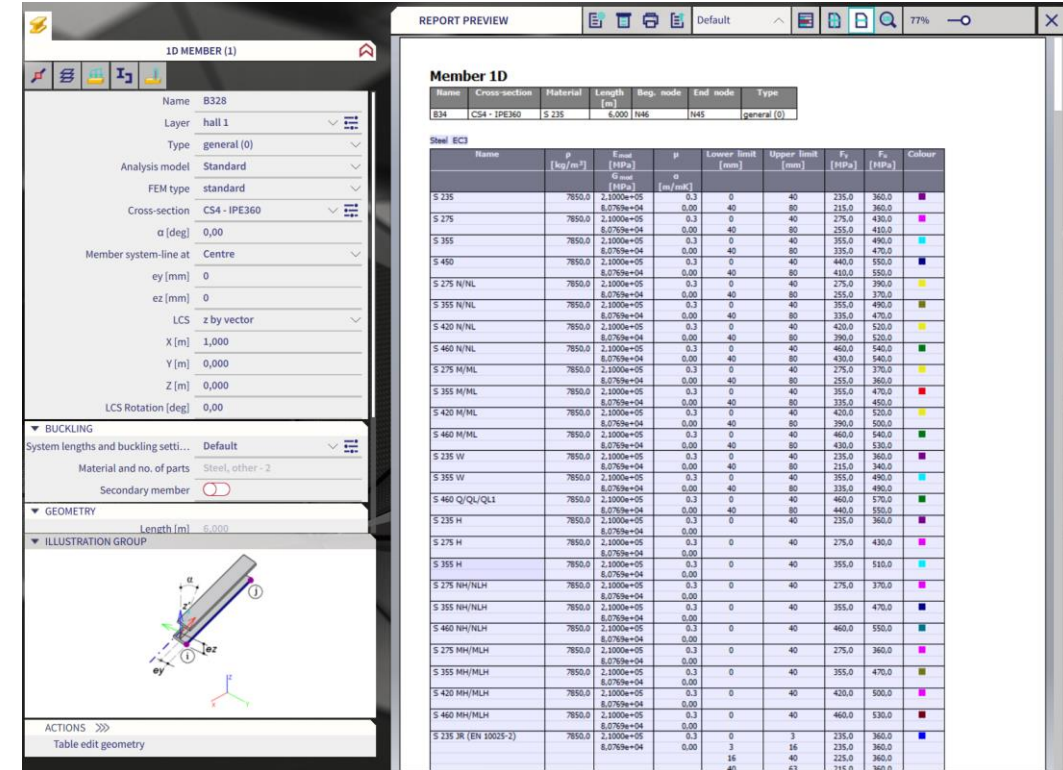 1D MEMBER (1)
Name B328
Layer hall 1
Type general (0)
Analysis model Standard
FEM type standard
Cross-section CS4 - IPE360
α [deg] 0,00
Member system-line at Centre
ey [mm] 0
ez [mm] 0
LCS z by vector
X [m] 1,000
Y [m] 0,000
Z [m] 0,000
LCS Rotation [deg] 0,00
BUCKLING
System lengths and buckling setti... Default
Material and no. of parts Steel, other - 2
Secondary member
GEOMETRY
Length [m] 6,000
ILLUSTRATION GROUP
α
z'
j
i
ez
ey
z
x
Y
ACTIONS >>>
Table edit geometry
REPORT PREVIEW Default 77%
Member 1D
Name Cross-section Material Length [m] Beg. node End node Type
B34 CS4 - IPE360 S 235 6,000 N46 N45 general (0)
Steel EC3
Name ρ Emod μ Lower limit Upper limit Fy Fu Colour
[kg/m³] [MPa] [mm] [mm] [MPa] [MPa]
Gmod α
[MPa] [m/mK]
S 235 7850,0 2,1000e+05 0.3 0 40 235,0 360,0
8,0769e+04 0,00 40 80 215,0 360,0
S 275 7850,0 2,1000e+05 0.3 0 40 275,0 430,0
8,0769e+04 0,00 40 80 255,0 410,0
S 355 7850,0 2,1000e+05 0.3 0 40 355,0 490,0
8,0769e+04 0,00 40 80 335,0 470,0
S 450 7850,0 2,1000e+05 0.3 0 40 440,0 550,0
8,0769e+04 0,00 40 80 410,0 550,0
S 275 N/NL 7850,0 2,1000e+05 0.3 0 40 275,0 390,0
8,0769e+04 0,00 40 80 255,0 370,0
S 355 N/NL 7850,0 2,1000e+05 0.3 0 40 355,0 490,0
8,0769e+04 0,00 40 80 335,0 470,0
S 420 N/NL 7850,0 2,1000e+05 0.3 0 40 420,0 520,0
8,0769e+04 0,00 40 80 390,0 520,0
S 460 N/NL 7850,0 2,1000e+05 0.3 0 40 460,0 540,0
8,0769e+04 0,00 40 80 430,0 540,0
S 275 M/ML 7850,0 2,1000e+05 0.3 0 40 275,0 370,0
8,0769e+04 0,00 40 80 255,0 360,0
S 355 M/ML 7850,0 2,1000e+05 0.3 0 40 355,0 470,0
8,0769e+04 0,00 40 80 335,0 450,0
S 420 M/ML 7850,0 2,1000e+05 0.3 0 40 420,0 520,0
8,0769e+04 0,00 40 80 390,0 500,0
S 460 M/ML 7850,0 2,1000e+05 0.3 0 40 460,0 540,0
8,0769e+04 0,00 40 80 430,0 530,0
S 235 W 7850,0 2,1000e+05 0.3 0 40 235,0 360,0
8,0769e+04 0,00 40 80 215,0 340,0
S 355 W 7850,0 2,1000e+05 0.3 0 40 355,0 490,0
8,0769e+04 0,00 40 80 335,0 490,0
S 460 Q/QL/QL1 7850,0 2,1000e+05 0.3 0 40 460,0 570,0
8,0769e+04 0,00 40 80 440,0 550,0
S 235 H 7850,0 2,1000e+05 0.3 0 40 235,0 360,0
8,0769e+04 0,00
S 275 H 7850,0 2,1000e+05 0.3 0 40 275,0 430,0
8,0769e+04 0,00
S 355 H 7850,0 2,1000e+05 0.3 0 40 355,0 510,0
8,0769e+04 0,00
S 275 NH/NLH 7850,0 2,1000e+05 0.3 0 40 275,0 370,0
8,0769e+04 0,00
S 355 NH/NLH 7850,0 2,1000e+05 0.3 0 40 355,0 470,0
8,0769e+04 0,00
S 460 NH/NLH 7850,0 2,1000e+05 0.3 0 40 460,0 550,0
8,0769e+04 0,00
S 275 MH/MLH 7850,0 2,1000e+05 0.3 0 40 275,0 360,0
8,0769e+04 0,00
S 355 MH/MLH 7850,0 2,1000e+05 0.3 0 40 355,0 470,0
8,0769e+04 0,00
S 420 MH/MLH 7850,0 2,1000e+05 0.3 0 40 420,0 500,0
8,0769e+04 0,00
S 460 MH/MLH 7850,0 2,1000e+05 0.3 0 40 460,0 530,0
8,0769e+04 0,00
S 235 JR (EN 10025-2) 7850,0 2,1000e+05 0.3 0 3 235,0 360,0
8,0769e+04 0,00 3 16 235,0 360,0
16 40 225,0 360,0
40 63 215,0 360,0